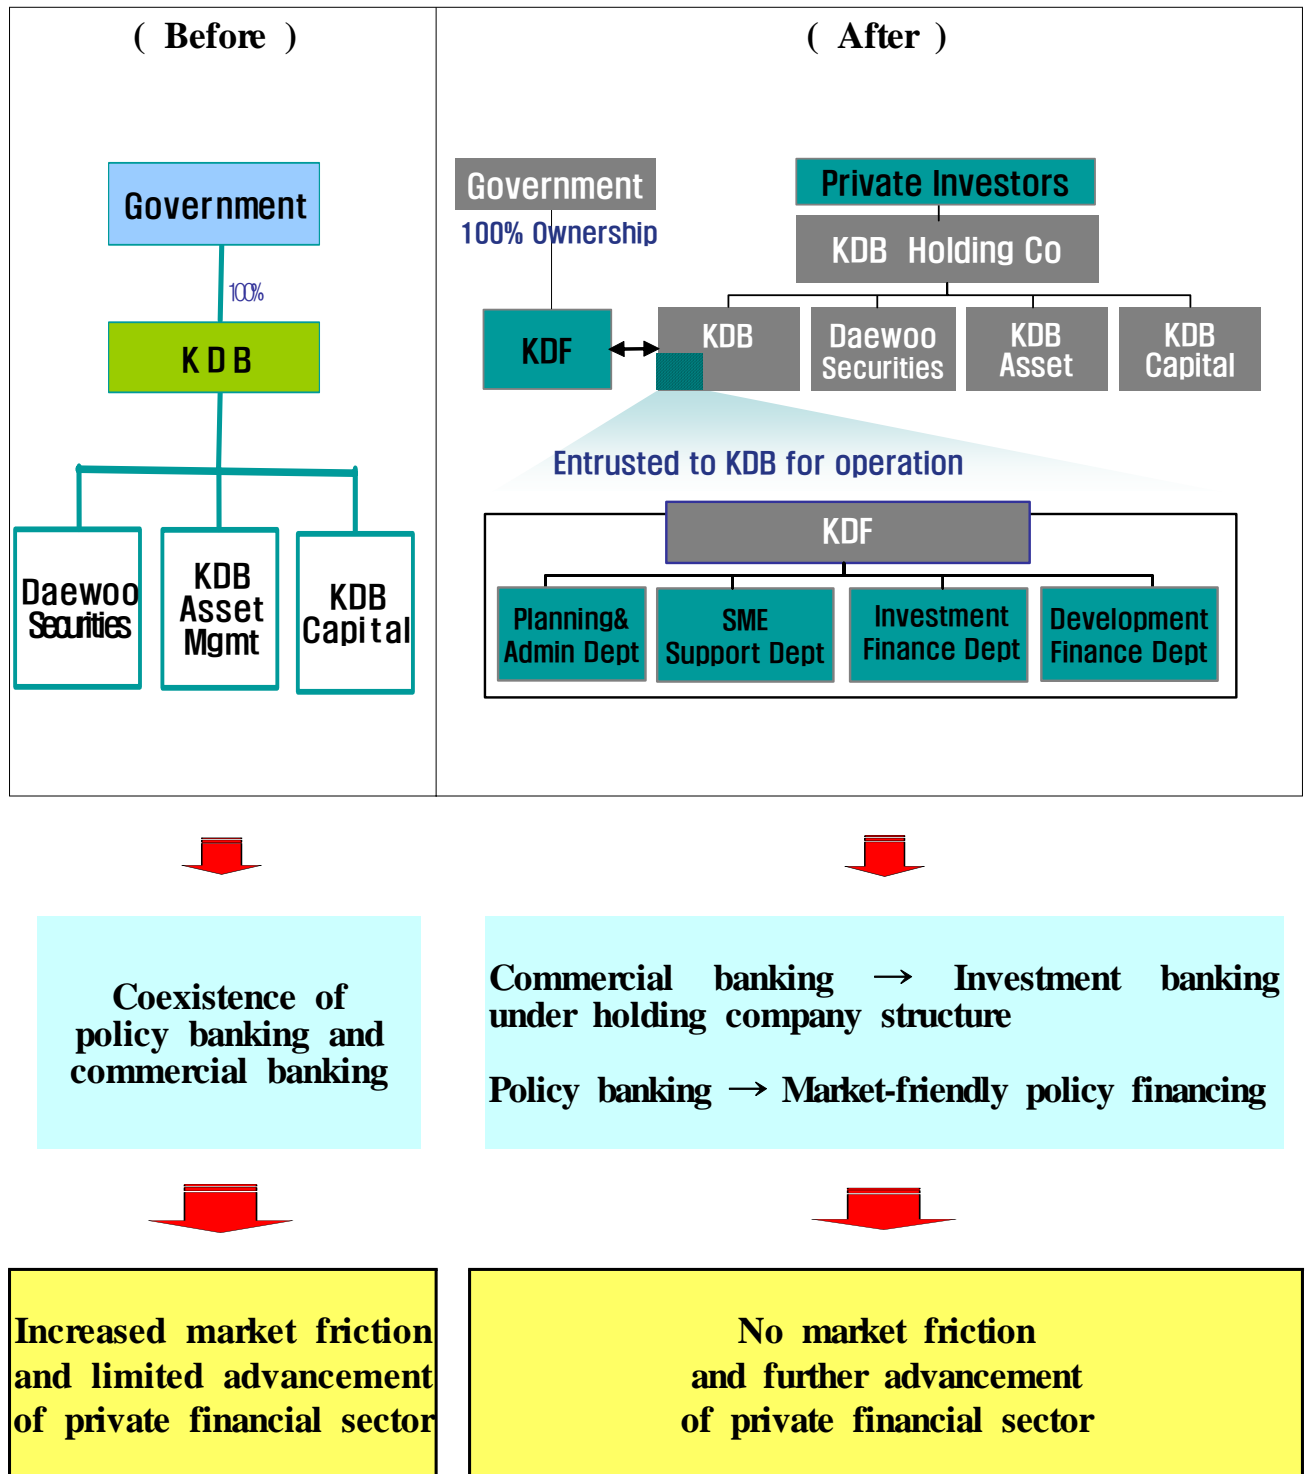 ( Before )
Government
100%
KDB
Daewoo
Securities
KDB
Asset
Mgmt
KDB
Capital
( After )
Government
100% Ownership
Private Investors
KDB Holding Co
KDF
KDB
Daewoo
Securities
KDB
Asset
KDB
Capital
Entrusted to KDB for operation
KDF
Planning&
Admin Dept
SME
Support Dept
Investment
Finance Dept
Development
Finance Dept
Coexistence of
policy banking and
commercial banking
Commercial banking → Investment banking
under holding company structure
Policy banking → Market-friendly policy financing
Increased market friction
and limited advancement
of private financial sector
No market friction
and further advancement
of private financial sector